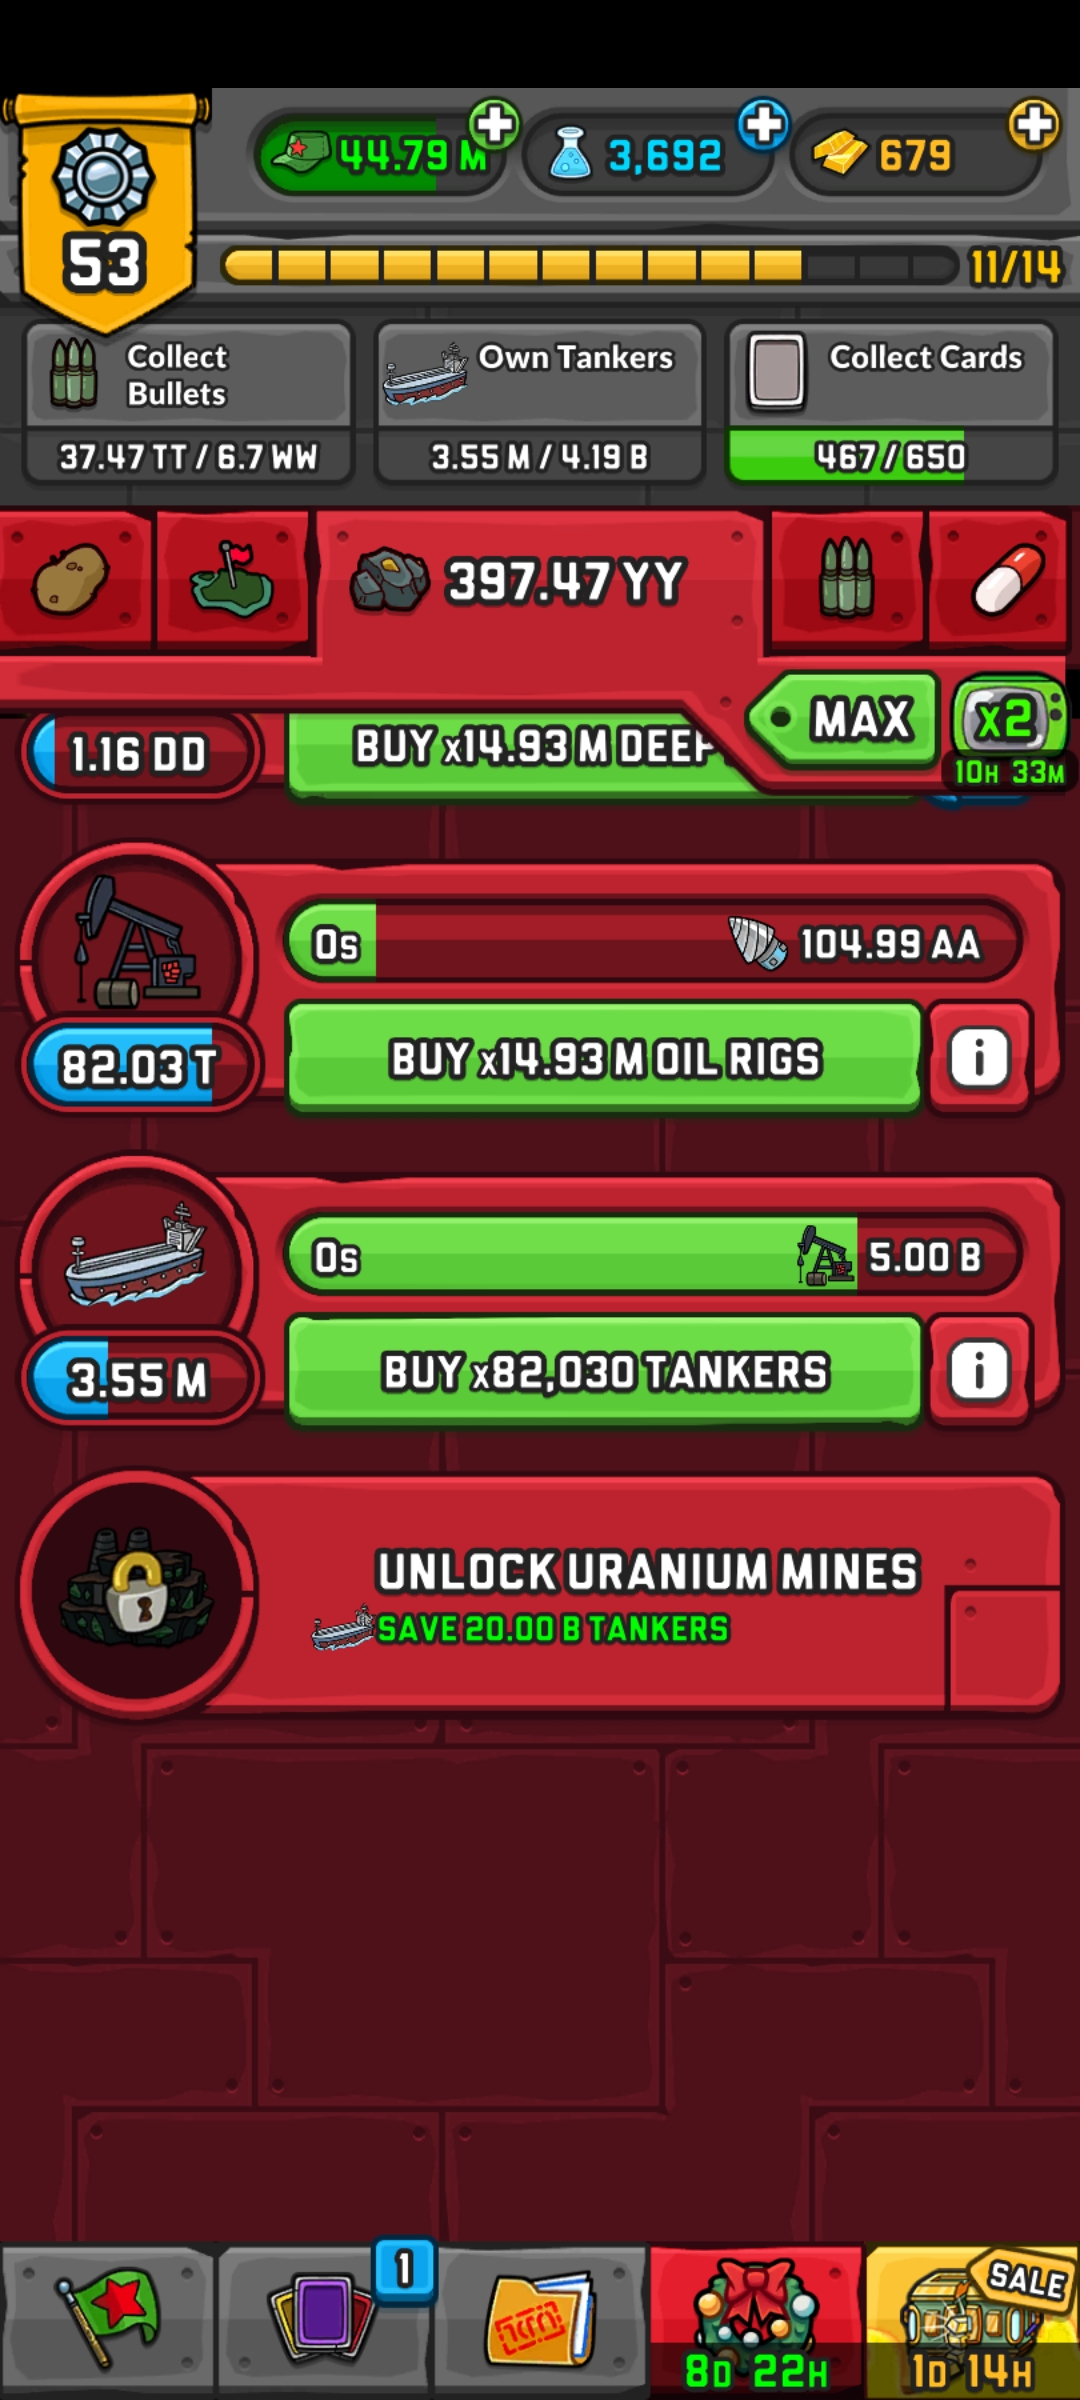 44.79 M
3,692
679
53
11/14
Collect
Bullets
Own Tankers
Collect Cards
37.47 TT / 6.7 WW
3.55 M / 4.19 B
467 / 650
397.47 YY
MAX
x2
10H 33M
1.16 DD
BUY x14.93 M DEEP
0s
104.99 AA
82.03 T
BUY x14.93 M OIL RIGS
i
0s
5.00 B
3.55 M
BUY x82,030 TANKERS
i
UNLOCK URANIUM MINES
SAVE 20.00 B TANKERS
1
SALE
8D 22H
1D 14H